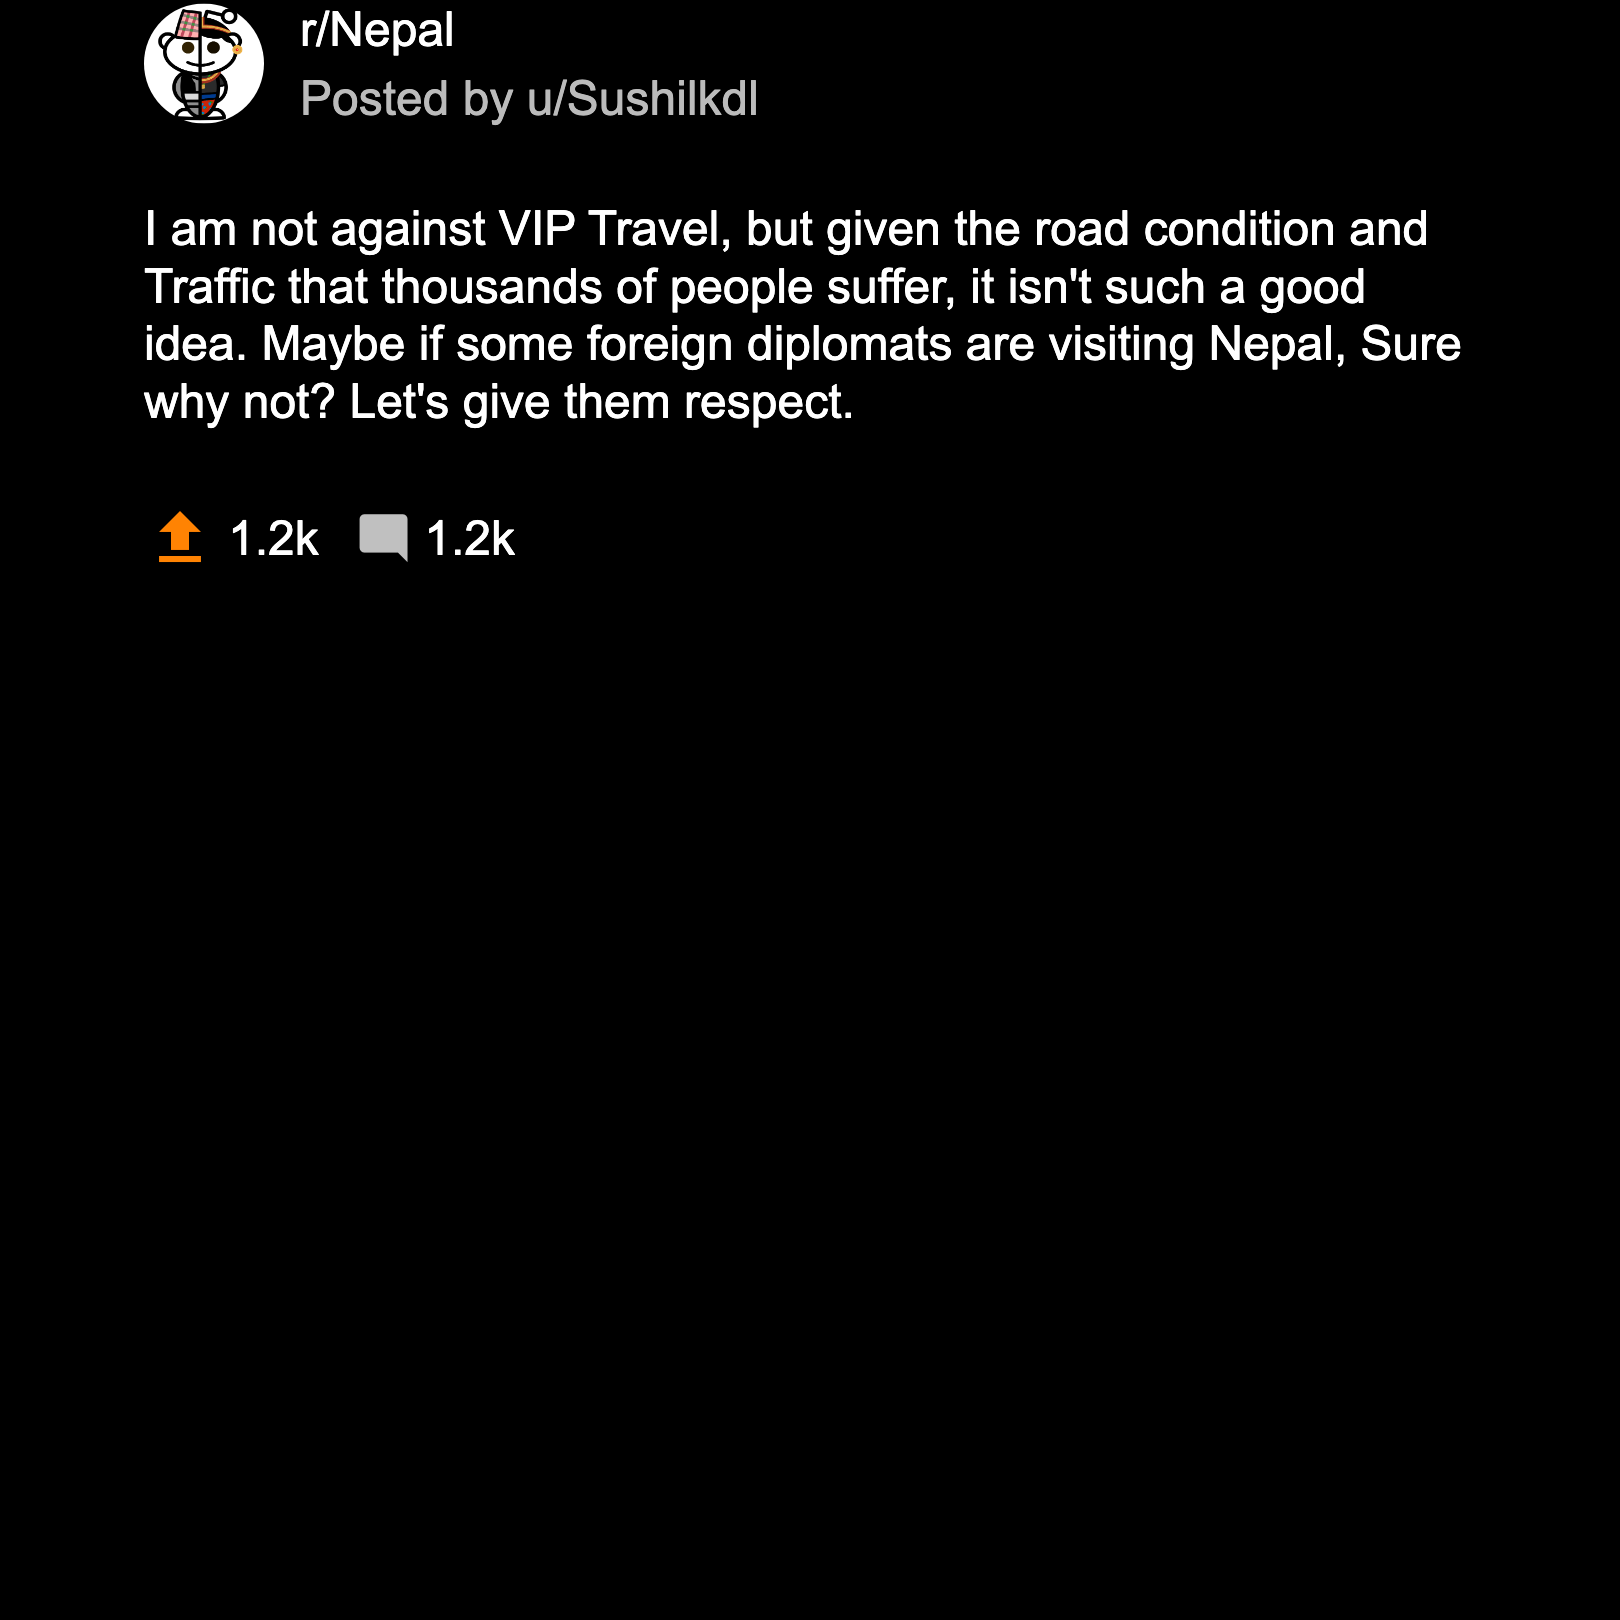 r/Nepal
Posted by u/Sushilkdl
I am not against VIP Travel, but given the road condition and
Traffic that thousands of people suffer, it isn't such a good
idea. Maybe if some foreign diplomats are visiting Nepal, Sure
why not? Let's give them respect.
1.2k 1.2k